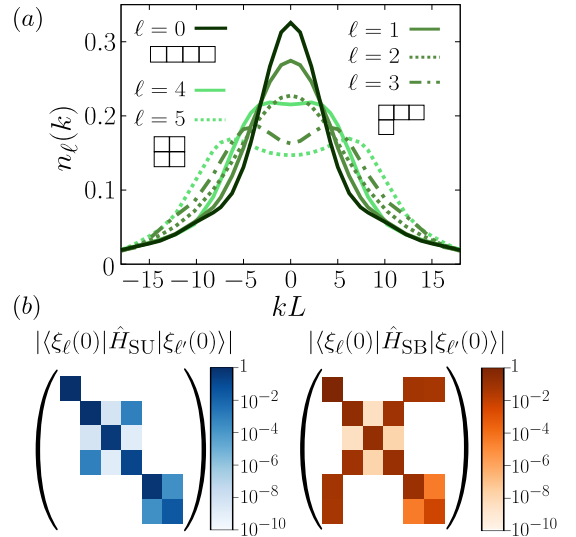 (a)
ℓ = 0
ℓ = 4
ℓ = 5
ℓ = 1
ℓ = 2
ℓ = 3
n_ℓ(k)
0.3
0.2
0.1
0
−15 −10 −5 0 5 10 15
kL
(b)
|⟨ξ_ℓ(0)|Ĥ_SU|ξ_ℓ'(0)⟩| |⟨ξ_ℓ(0)|Ĥ_SB|ξ_ℓ'(0)⟩|
1
10^−2
10^−4
10^−6
10^−8
10^−10
1
10^−2
10^−4
10^−6
10^−8
10^−10